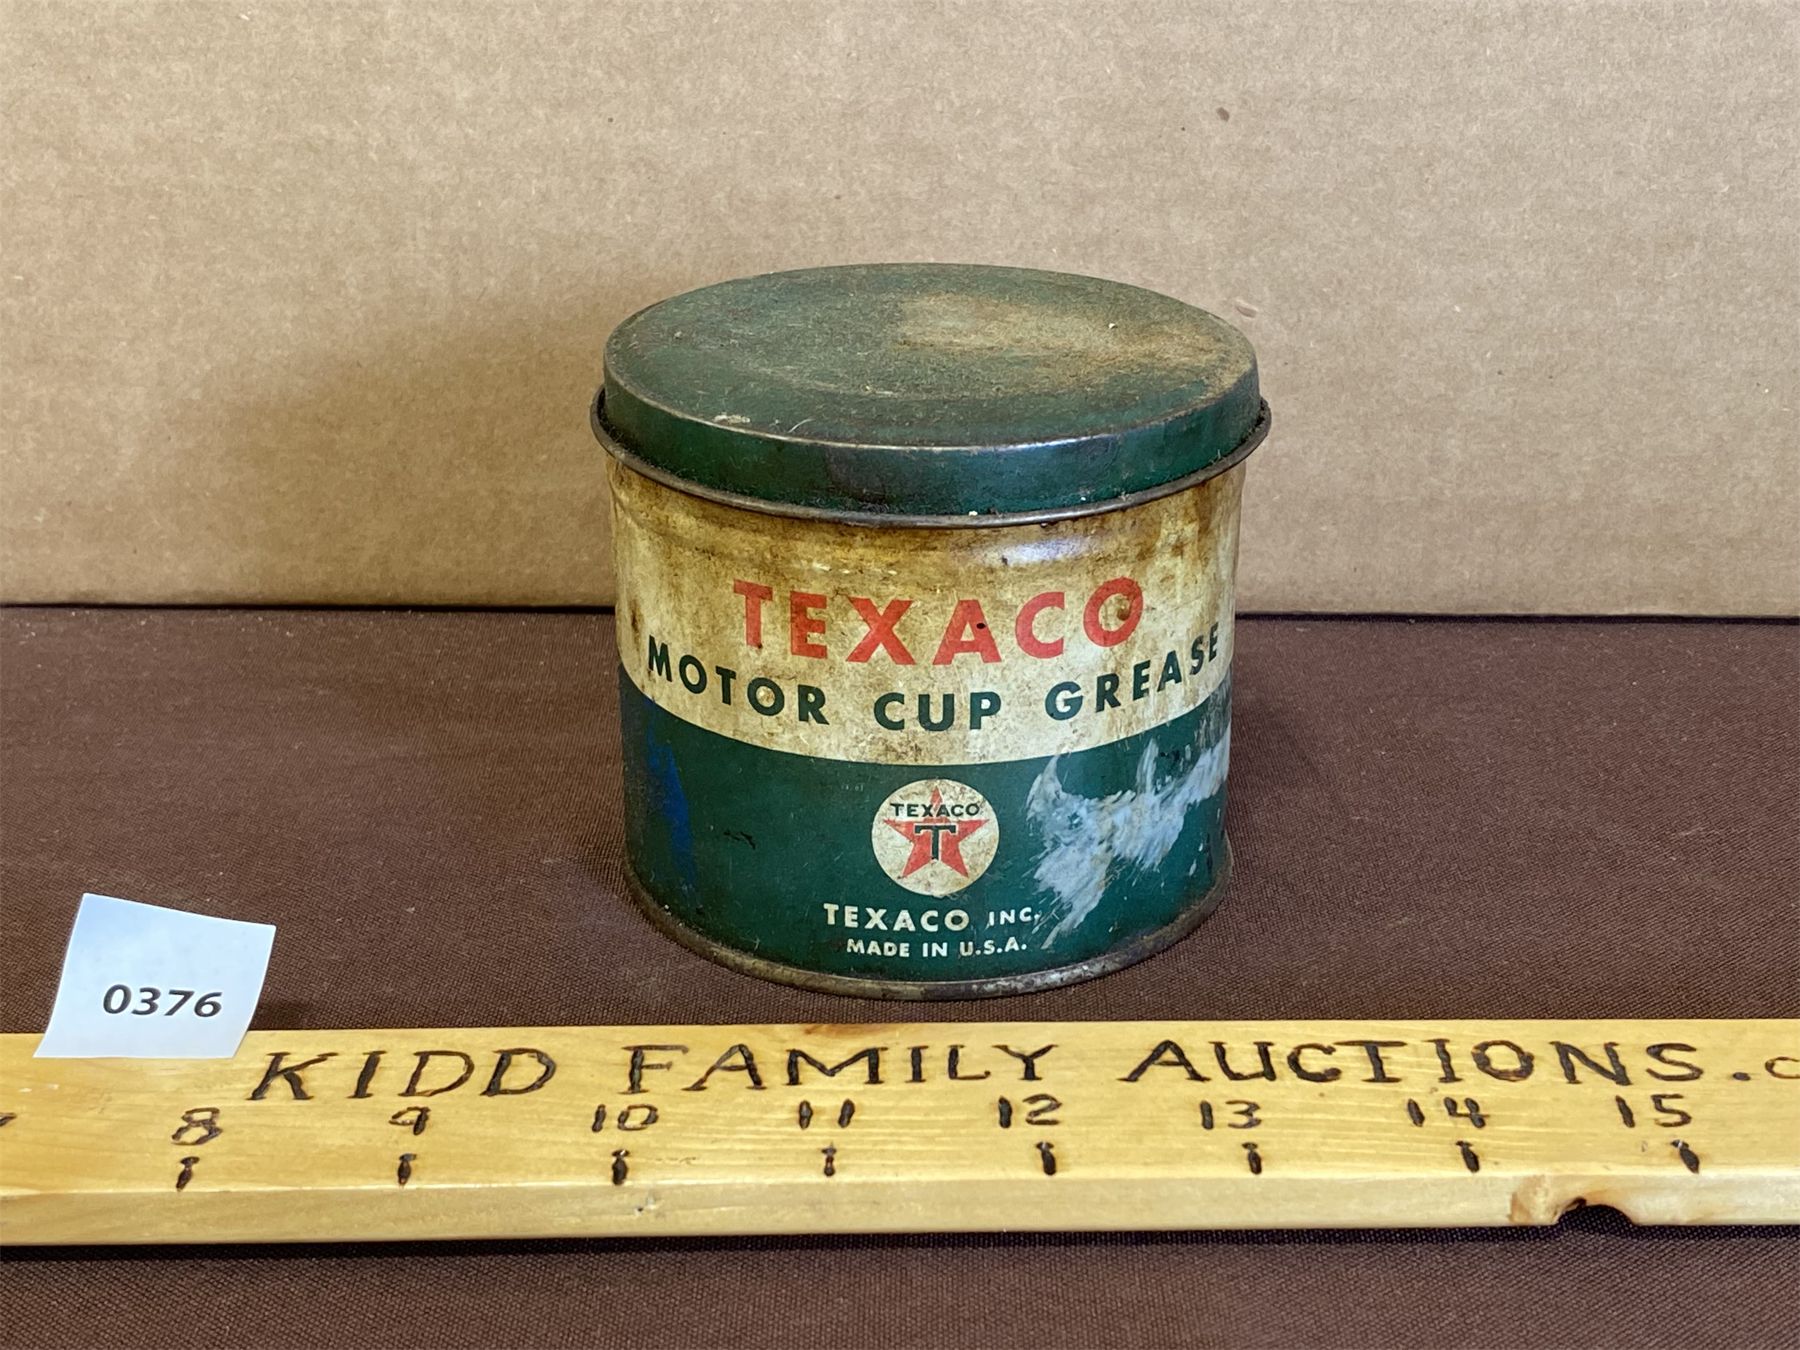 TEXACO
MOTOR CUP GREASE
TEXACO
T
TEXACO INC.
MADE IN U.S.A.
0376
KIDD FAMILY AUCTIONS.
8 9 10 11 12 13 14 15